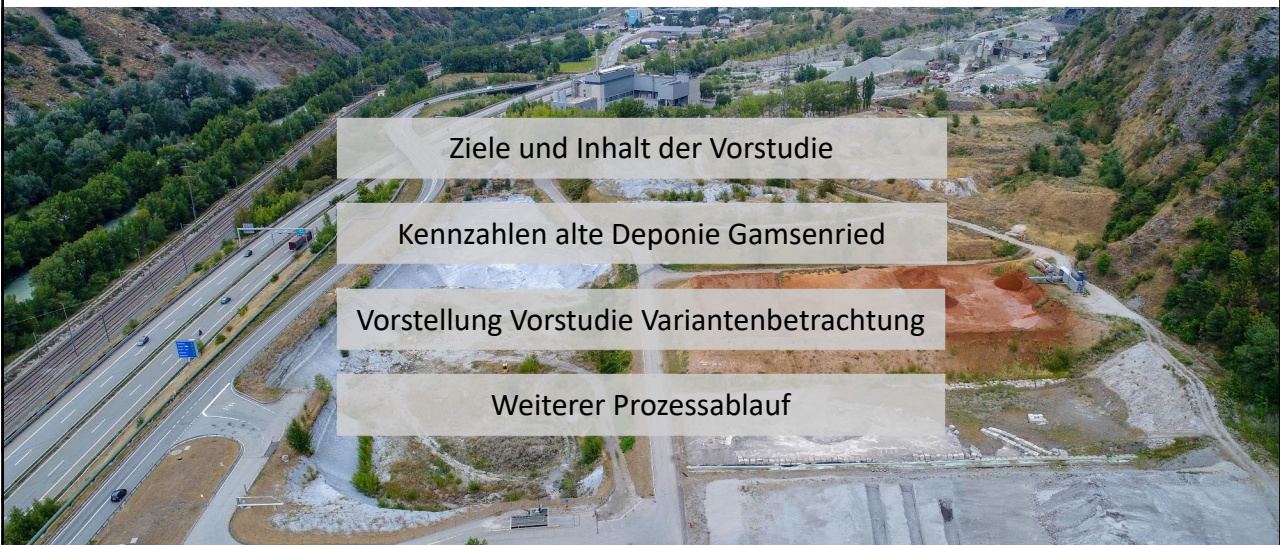 Ziele und Inhalt der Vorstudie
Kennzahlen alte Deponie Gamsenried
Vorstellung Vorstudie Variantenbetrachtung
Weiterer Prozessablauf